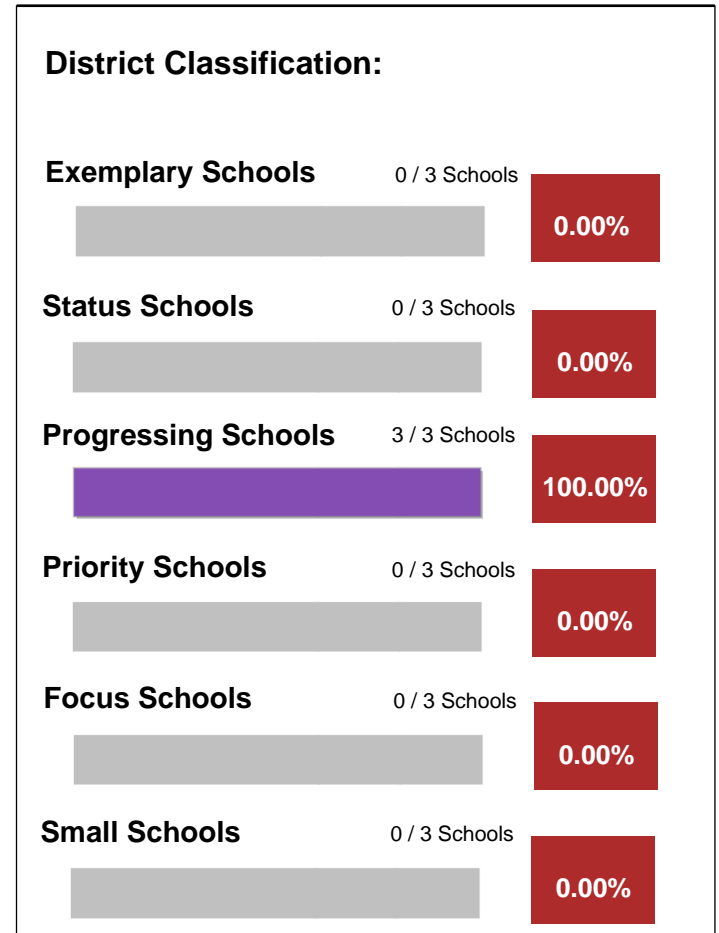 District Classification:
Exemplary Schools 0 / 3 Schools
0.00%
Status Schools 0 / 3 Schools
0.00%
Progressing Schools 3 / 3 Schools
100.00%
Priority Schools 0 / 3 Schools
0.00%
Focus Schools 0 / 3 Schools
0.00%
Small Schools 0 / 3 Schools
0.00%